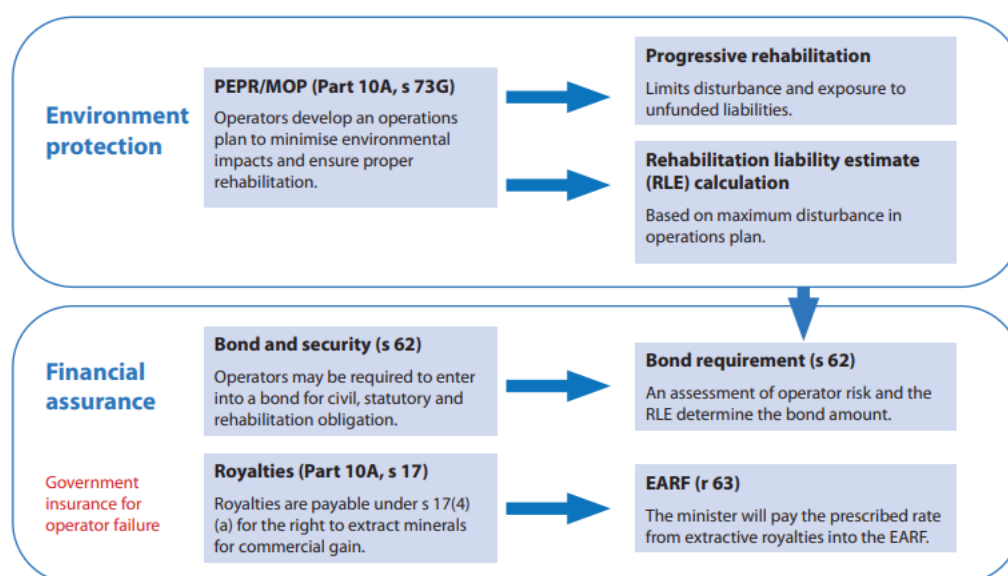 Environment
protection
PEPR/MOP (Part 10A, s 73G)
Operators develop an operations
plan to minimise environmental
impacts and ensure proper
rehabilitation.
Progressive rehabilitation
Limits disturbance and exposure to
unfunded liabilities.
Rehabilitation liability estimate
(RLE) calculation
Based on maximum disturbance in
operations plan.
Financial
assurance
Government
insurance for
operator failure
Bond and security (s 62)
Operators may be required to enter
into a bond for civil, statutory and
rehabilitation obligation.
Bond requirement (s 62)
An assessment of operator risk and the
RLE determine the bond amount.
Royalties (Part 10A, s 17)
Royalties are payable under s 17(4)
(a) for the right to extract minerals
for commercial gain.
EARF (r 63)
The minister will pay the prescribed rate
from extractive royalties into the EARF.